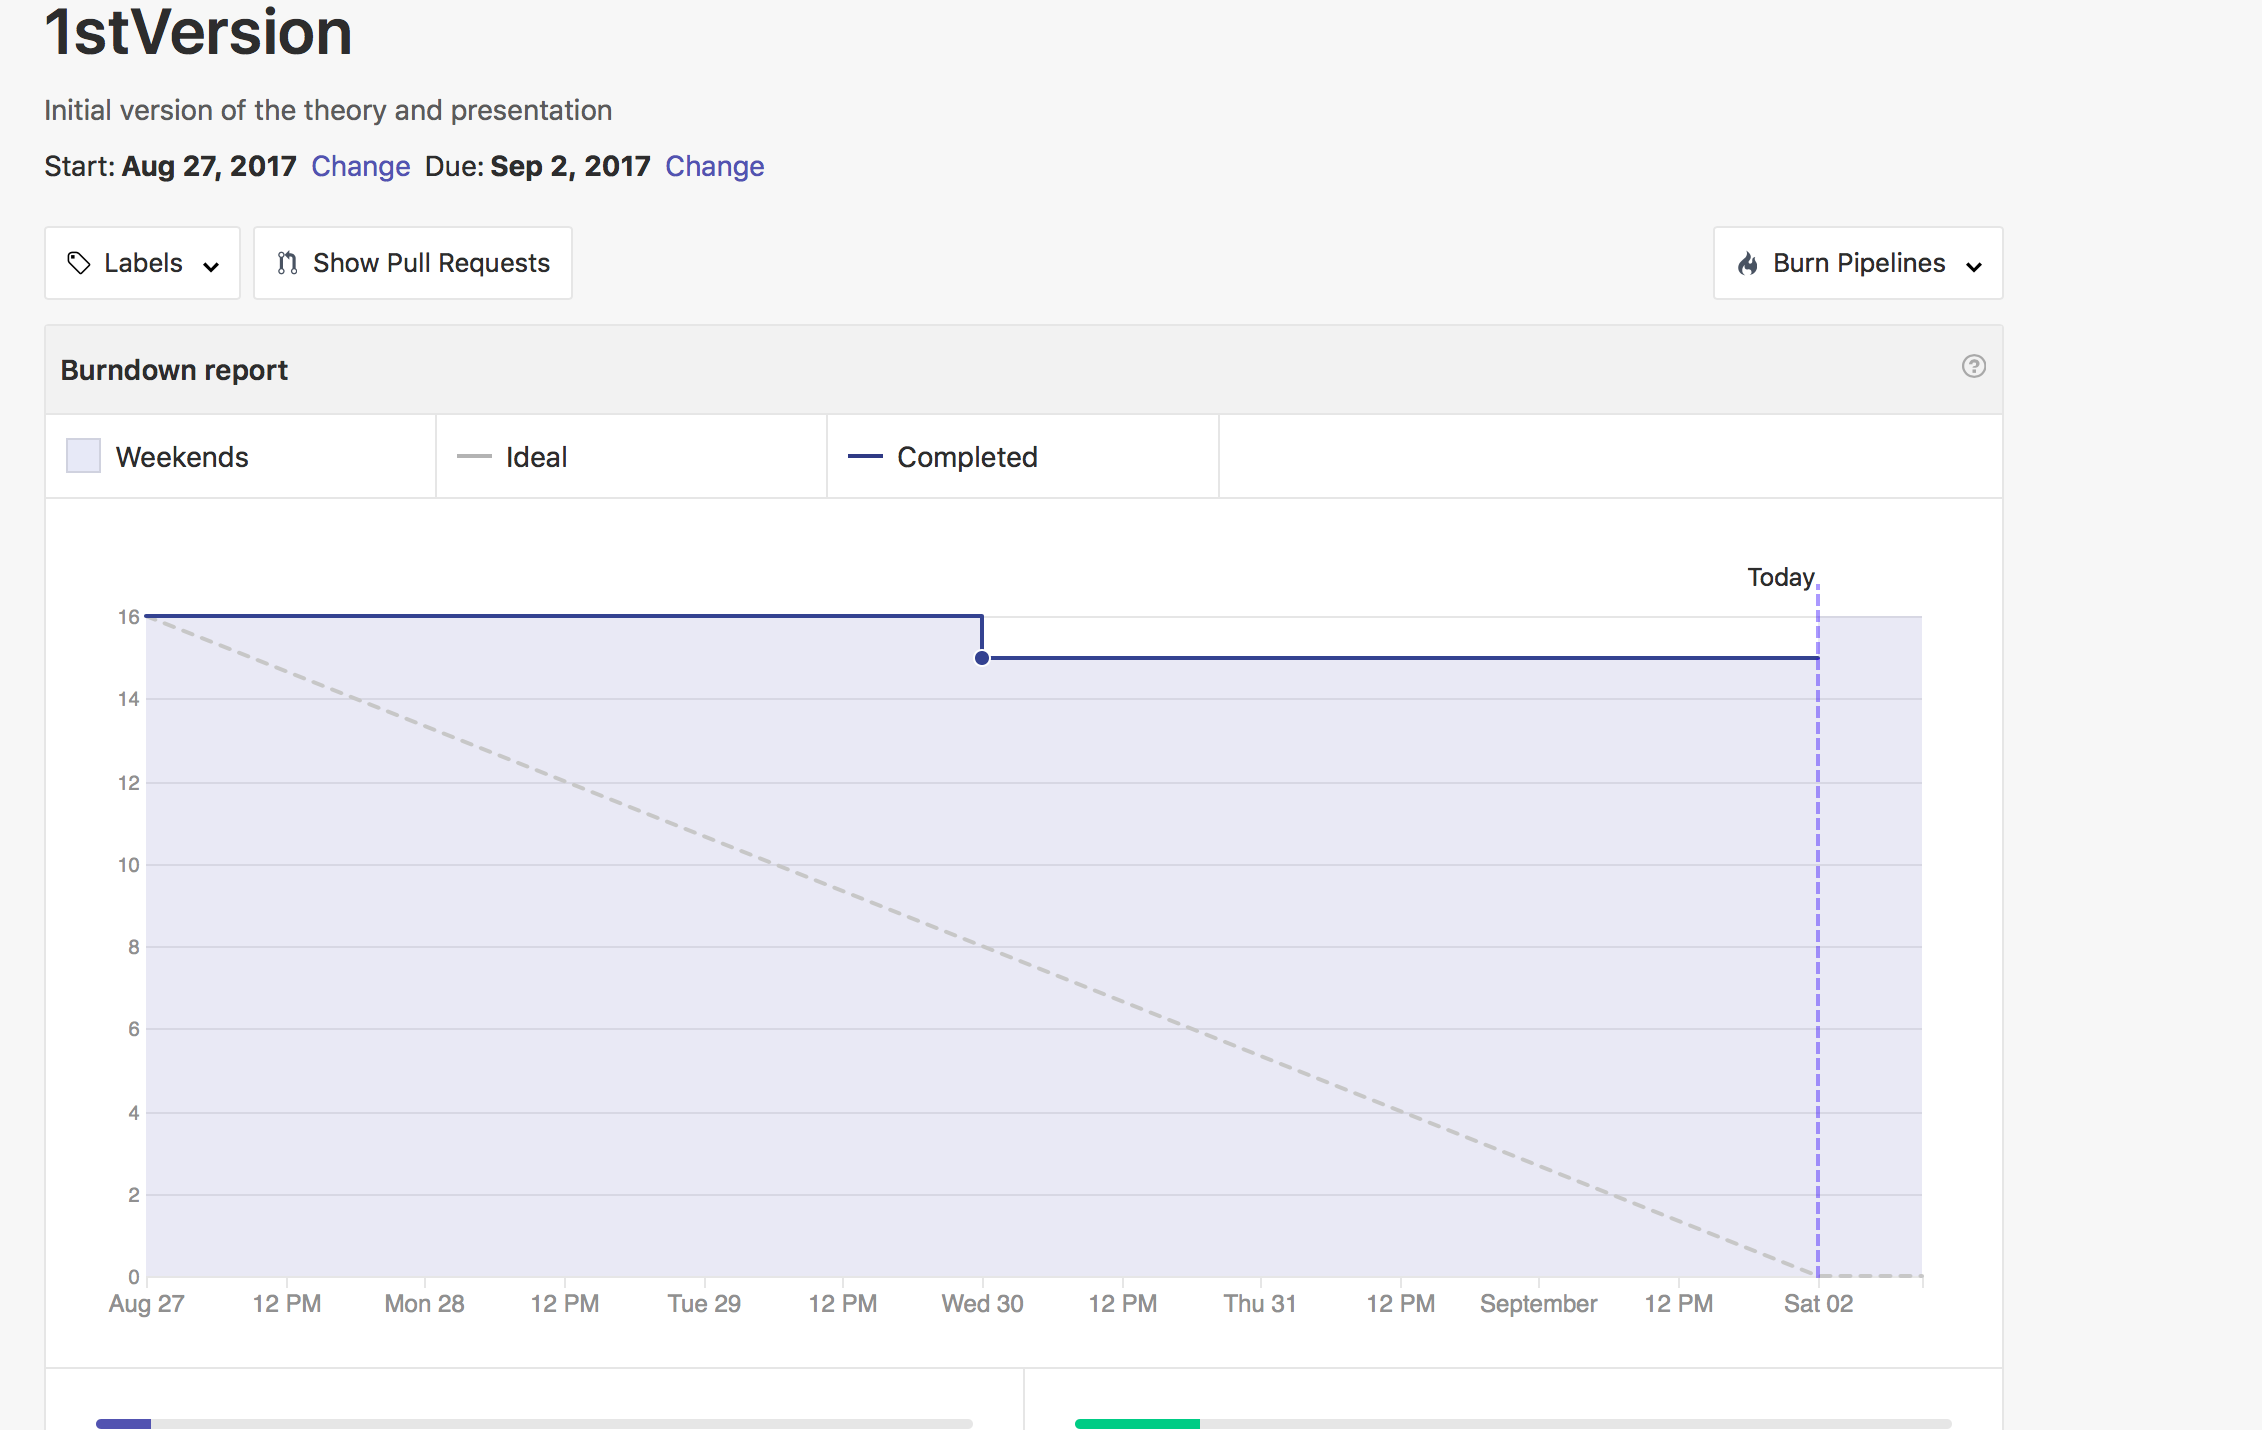 1stVersion
Initial version of the theory and presentation
Start: Aug 27, 2017 Change Due: Sep 2, 2017 Change
Labels Show Pull Requests Burn Pipelines
Burndown report ?
Weekends Ideal Completed
Today
16
14
12
10
8
6
4
2
0
Aug 27 12 PM Mon 28 12 PM Tue 29 12 PM Wed 30 12 PM Thu 31 12 PM September 12 PM Sat 02